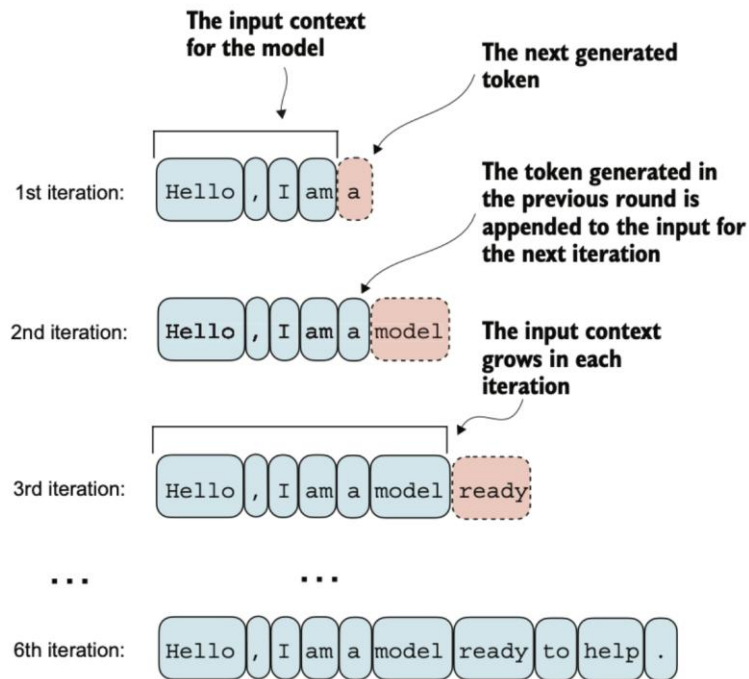 The input context
for the model
The next generated
token
1st iteration: Hello , I am a
The token generated in
the previous round is
appended to the input for
the next iteration
2nd iteration: Hello , I am a model
The input context
grows in each
iteration
3rd iteration: Hello , I am a model ready
... ...
6th iteration: Hello , I am a model ready to help .